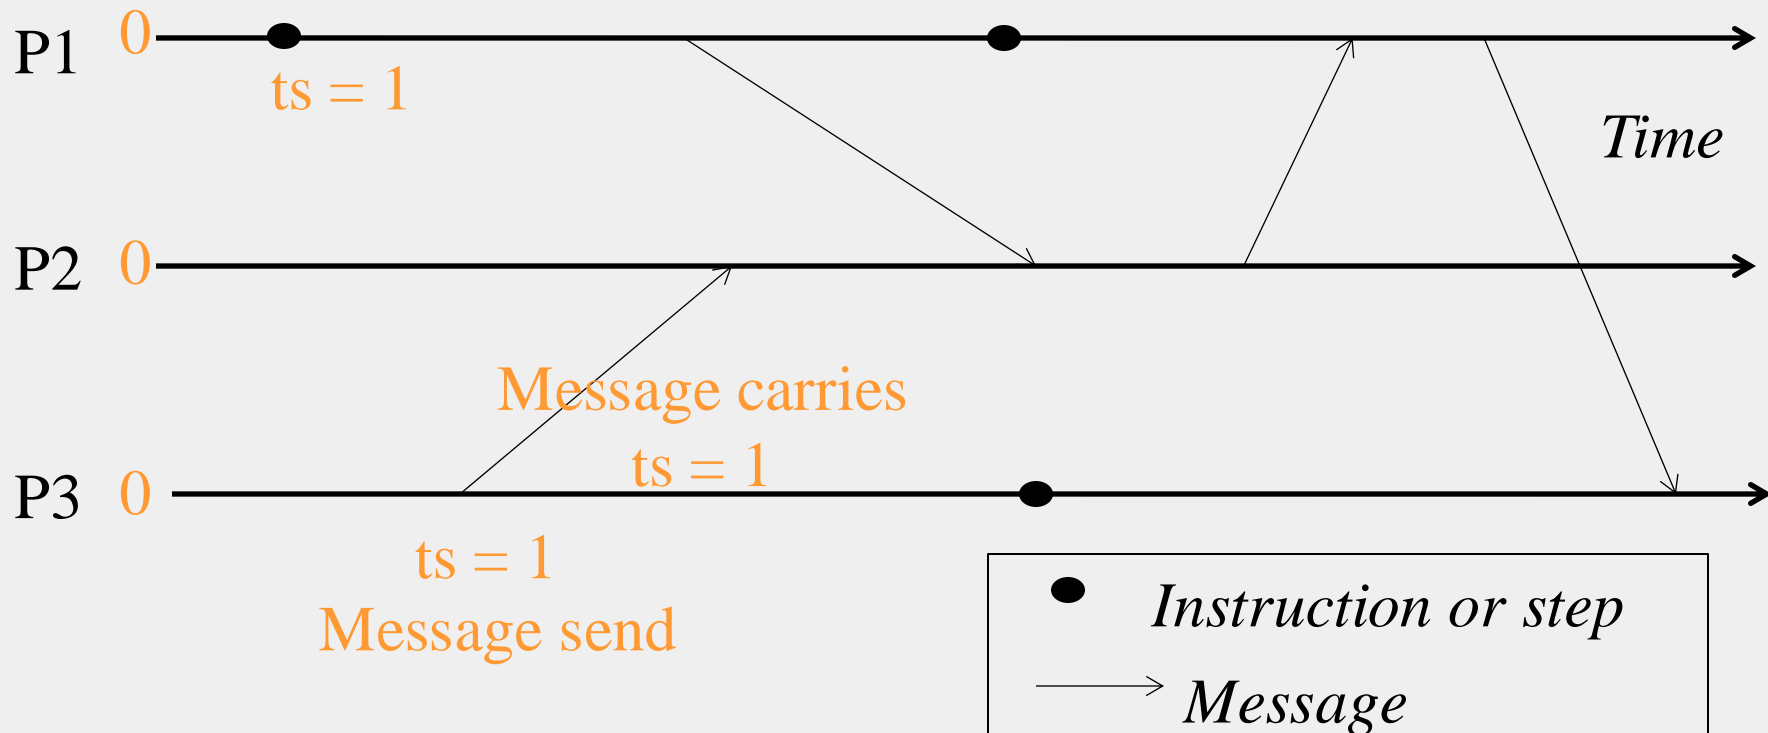 P1 0
ts = 1
Time
P2 0
Message carries
ts = 1
P3 0
ts = 1
Message send
Instruction or step
Message